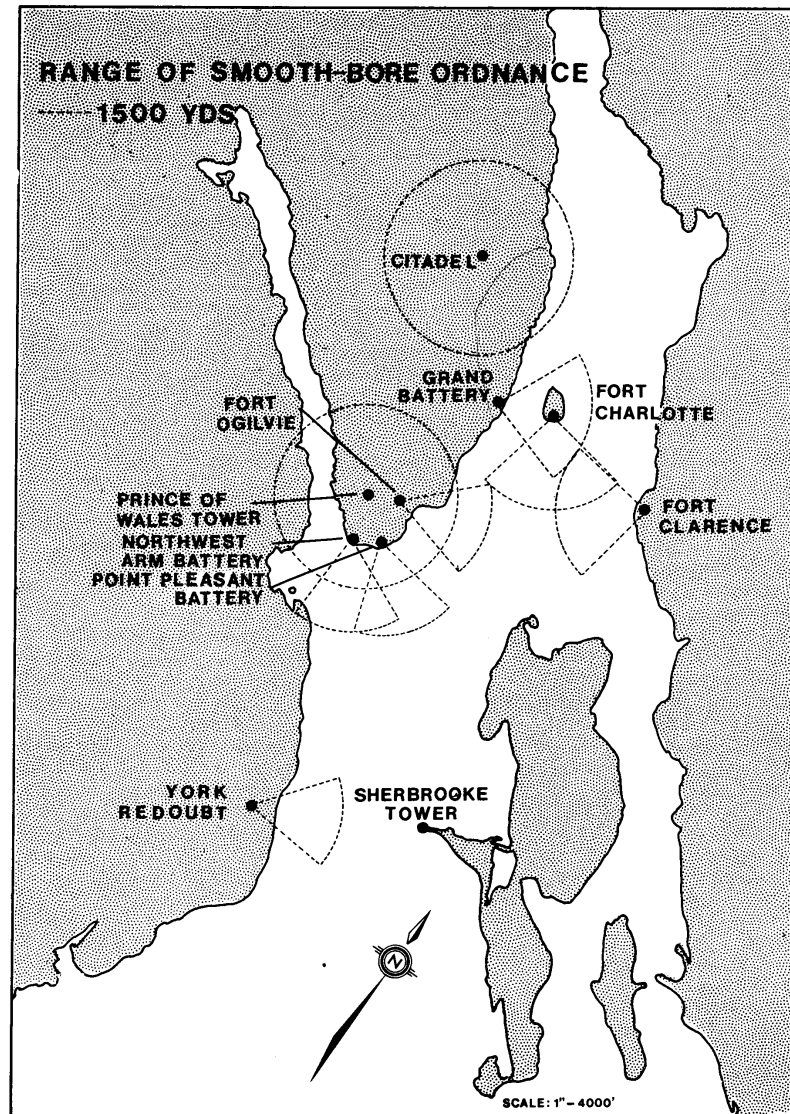 RANGE OF SMOOTH-BORE ORDNANCE
1500 YDS
CITADEL
GRAND
BATTERY
FORT
CHARLOTTE
FORT
OGILVIE
PRINCE OF
WALES TOWER
NORTHWEST
ARM BATTERY
POINT PLEASANT
BATTERY
FORT
CLARENCE
YORK
REDOUBT
SHERBROOKE
TOWER
N
SCALE: 1"-4000'